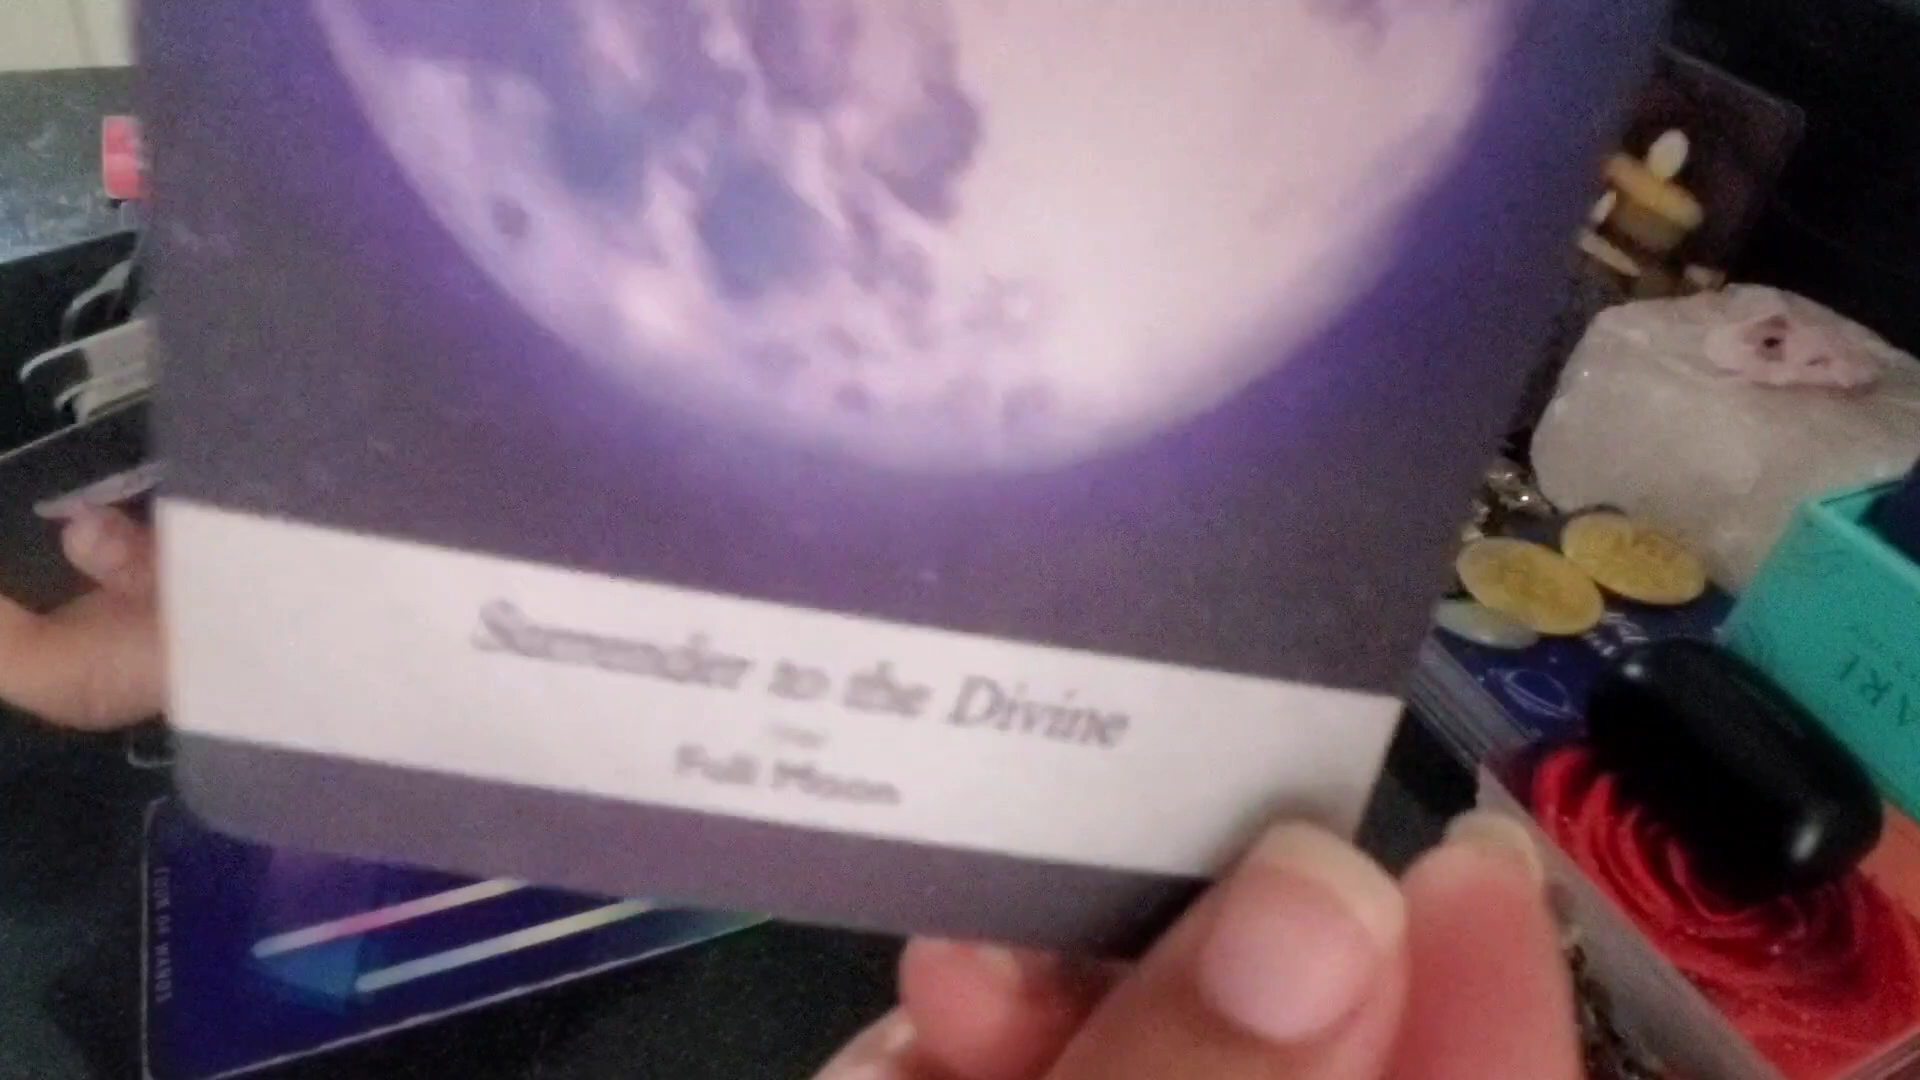 Surrender to the Divine
Full Moon
FOUR OF WANDS